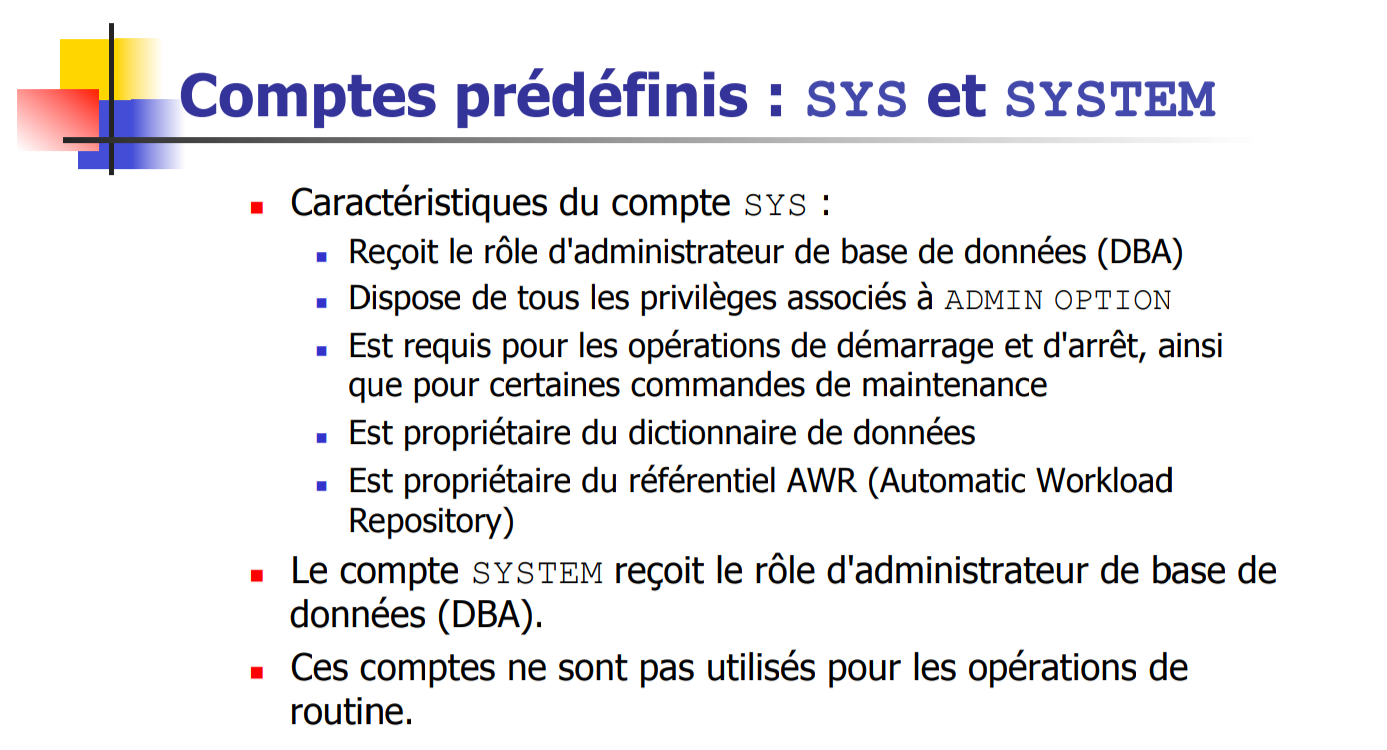 Comptes prédéfinis : SYS et SYSTEM
Caractéristiques du compte SYS :
Reçoit le rôle d'administrateur de base de données (DBA)
Dispose de tous les privilèges associés à ADMIN OPTION
Est requis pour les opérations de démarrage et d'arrêt, ainsi
que pour certaines commandes de maintenance
Est propriétaire du dictionnaire de données
Est propriétaire du référentiel AWR (Automatic Workload
Repository)
Le compte SYSTEM reçoit le rôle d'administrateur de base de
données (DBA).
Ces comptes ne sont pas utilisés pour les opérations de
routine.